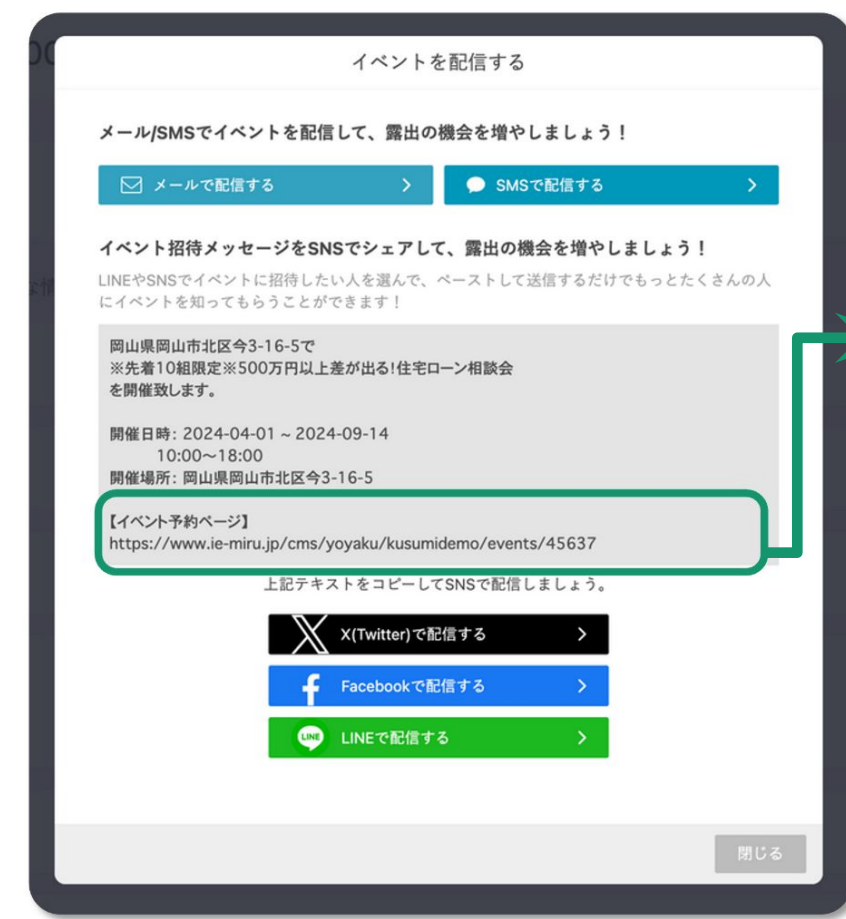 イベントを配信する
メール/SMSでイベントを配信して、露出の機会を増やしましょう！
メールで配信する
SMSで配信する
イベント招待メッセージをSNSでシェアして、露出の機会を増やしましょう！
LINEやSNSでイベントに招待したい人を選んで、ペーストして送信するだけでもっとたくさんの人
にイベントを知ってもらうことができます！
岡山県岡山市北区今3-16-5で
※先着10組限定※500万円以上差が出る!住宅ローン相談会
を開催致します。
開催日時: 2024-04-01 ~ 2024-09-14
10:00〜18:00
開催場所: 岡山県岡山市北区今3-16-5
【イベント予約ページ】
https://www.ie-miru.jp/cms/yoyaku/kusumidemo/events/45637
上記テキストをコピーしてSNSで配信しましょう。
X(Twitter)で配信する
Facebookで配信する
LINE
LINEで配信する
閉じる